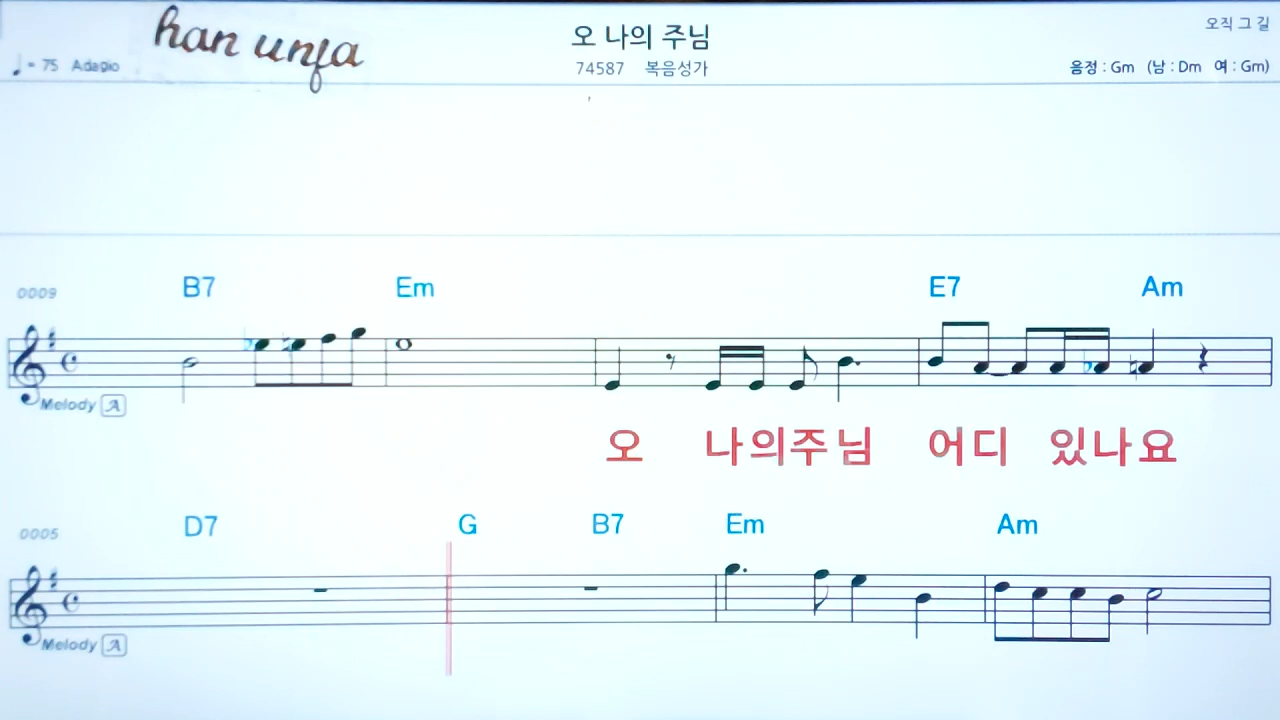 han unfa
오 나의 주님
오직 그 길
♩= 75 Adagio
74587 복음성가
음정 : Gm (남 : Dm 여 : Gm)
0009 B7 Em E7 Am
Melody A
오 나의주님 어디 있나요
0005 D7 G B7 Em Am
Melody A